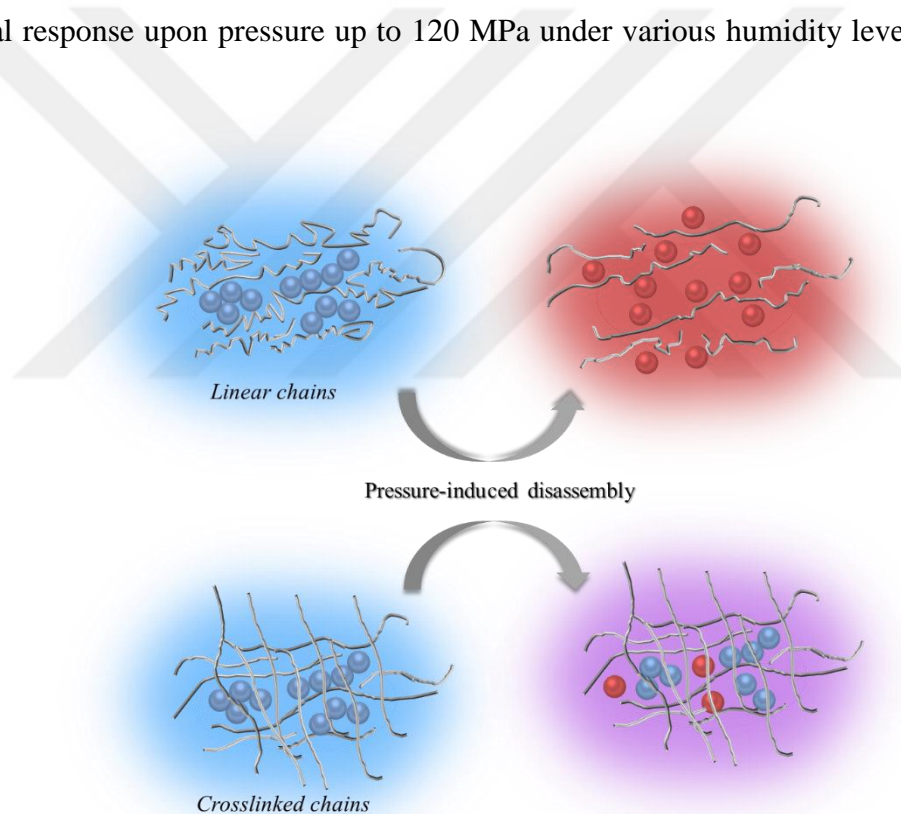 al response upon pressure up to 120 MPa under various humidity leve
Linear chains
Pressure-induced disassembly
Crosslinked chains